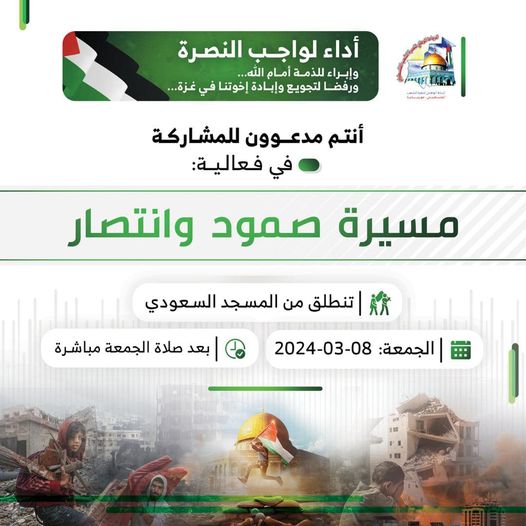 أداء لواجب النصرة
وإبراء للذمة أمام الله...
ورفضا لتجويع وإبادة إخوتنا في غزة...
أنتم مدعوون للمشاركة
في فعالية:
مسيرة صمود وانتصار
تنطلق من المسجد السعودي
الجمعة: 08-03-2024
بعد صلاة الجمعة مباشرة